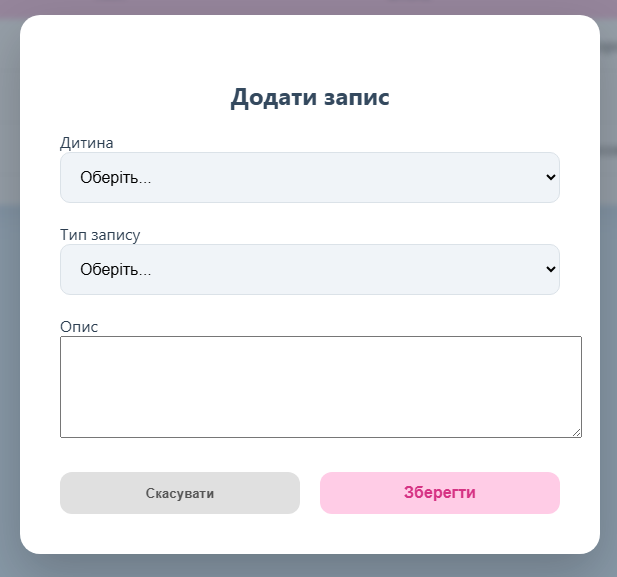 Додати запис
Дитина
Оберіть...
Тип запису
Оберіть...
Опис
Скасувати
Зберегти